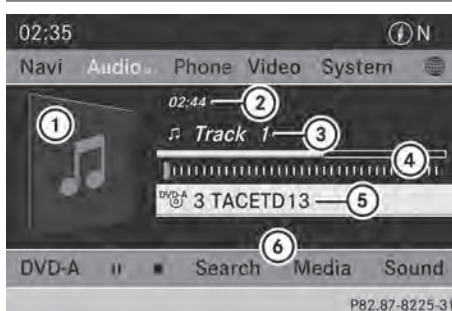 02:35 N
Navi Audio Phone Video System
02:44 2
1
Track 1 3
4
DVD-A 3 TACETD13 5
6
DVD-A Search Media Sound
P82.87-8225-31